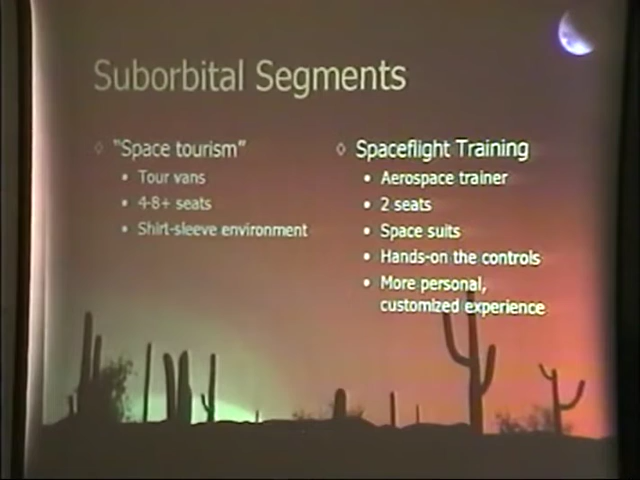 Suborbital Segments
◊ "Space tourism"
• Tour vans
• 4-8+ seats
• Shirt-sleeve environment
◊ Spaceflight Training
• Aerospace trainer
• 2 seats
• Space suits
• Hands-on the controls
• More personal,
customized experience